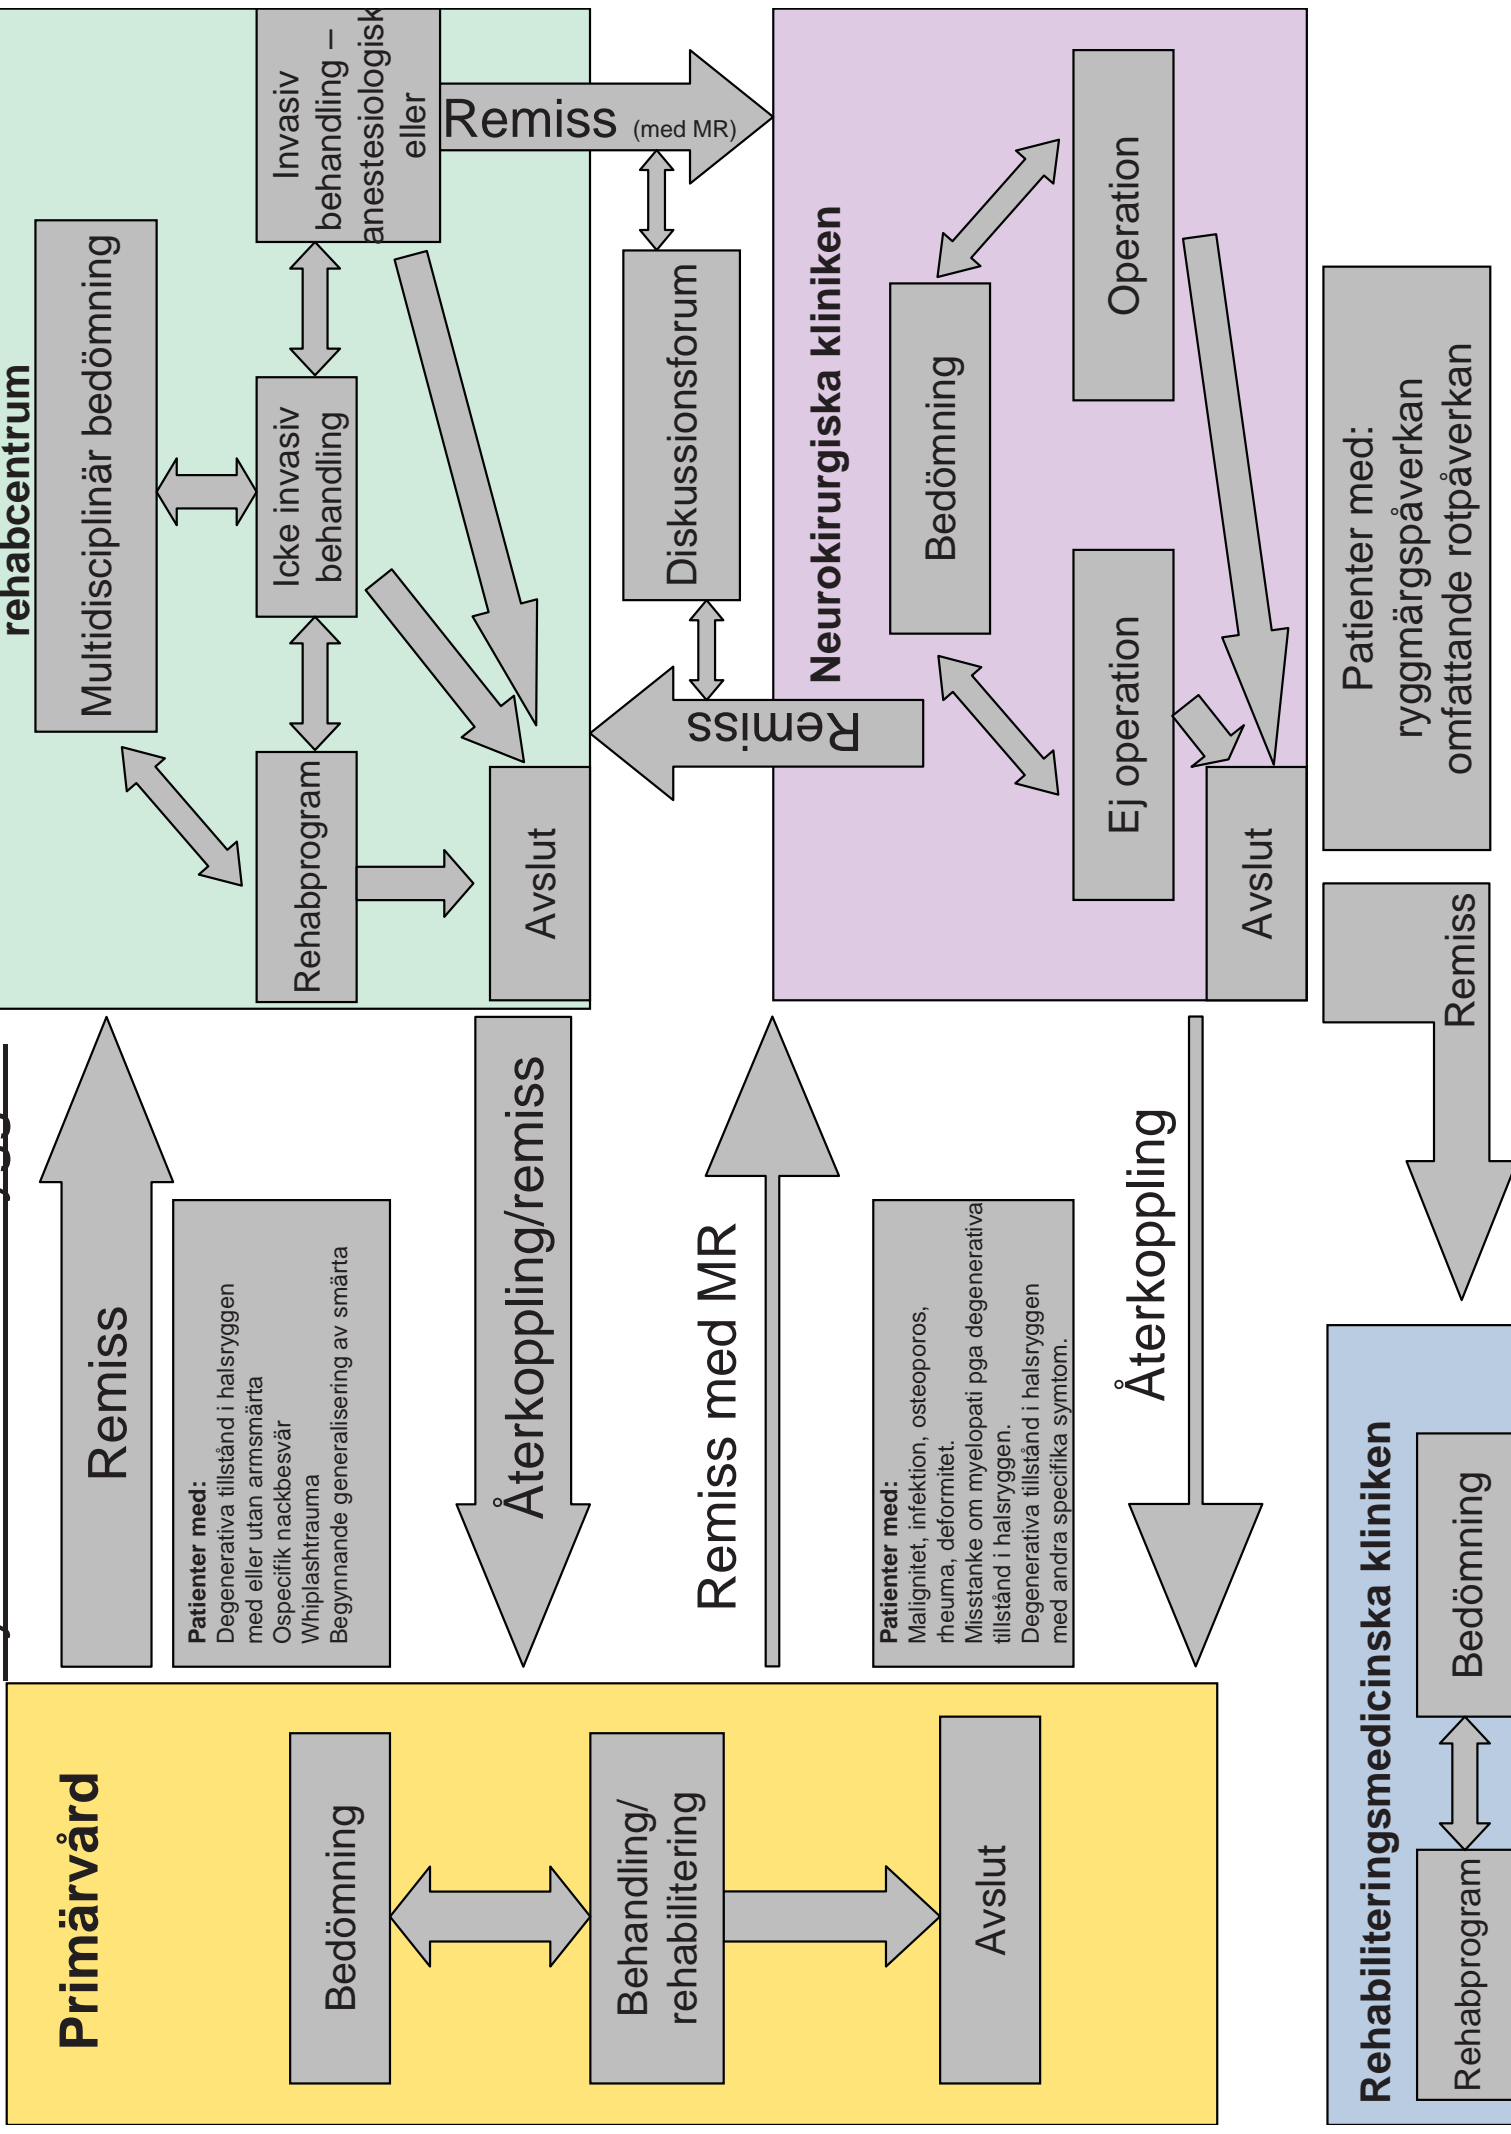 Primärvård
Bedömning
Behandling/
rehabilitering
Avslut
Remiss
Patienter med:
Degenerativa tillstånd i halsryggen
med eller utan armsmärta
Ospecifik nackbesvär
Whiplashtrauma
Begynnande generalisering av smärta
Återkoppling/remiss
Remiss med MR
Patienter med:
Malignitet, infektion, osteoporos,
rheuma, deformitet.
Misstanke om myelopati pga degenerativa
tillstånd i halsryggen.
Degenerativa tillstånd i halsryggen
med andra specifika symtom.
Återkoppling
rehabcentrum
Multidisciplinär bedömning
Rehabprogram
Icke invasiv
behandling
Invasiv
behandling –
anestesiologisk
eller
Avslut
Remiss (med MR)
Diskussionsforum
Remiss
Neurokirurgiska kliniken
Bedömning
Ej operation
Operation
Avslut
Patienter med:
ryggmärgspåverkan
omfattande rotpåverkan
Remiss
Rehabiliteringsmedicinska kliniken
Rehabprogram
Bedömning